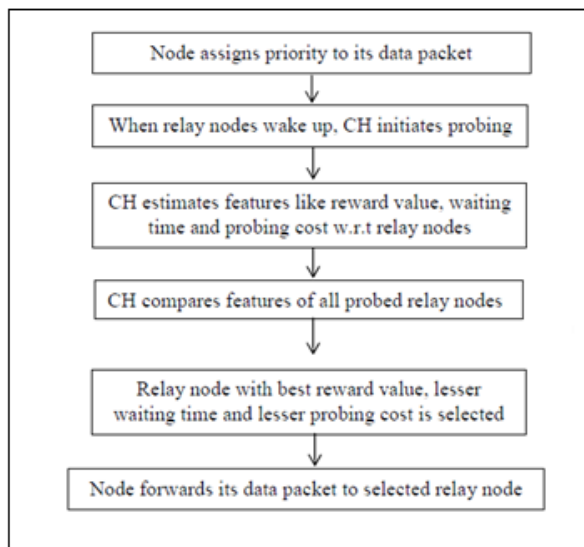 Node assigns priority to its data packet
When relay nodes wake up, CH initiates probing
CH estimates features like reward value, waiting
time and probing cost w.r.t relay nodes
CH compares features of all probed relay nodes
Relay node with best reward value, lesser
waiting time and lesser probing cost is selected
Node forwards its data packet to selected relay node